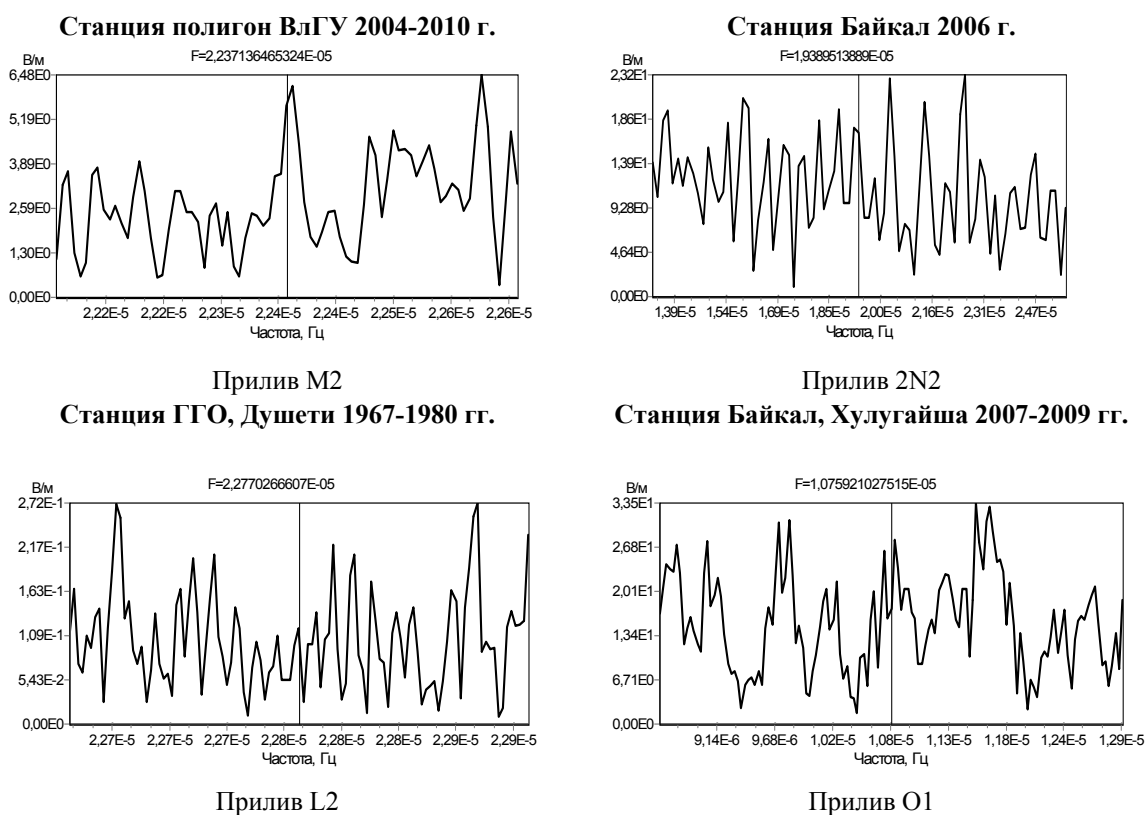 Станция полигон ВлГУ 2004-2010 г.
В/м
F=2,237136465324E-05
6,48E0
5,19E0
3,89E0
2,59E0
1,30E0
0,00E0
2,22E-5 2,22E-5 2,23E-5 2,24E-5 2,24E-5 2,25E-5 2,26E-5 2,26E-5
Частота, Гц
Прилив M2
Станция Байкал 2006 г.
В/м
F=1,9389513889E-05
2,32E1
1,86E1
1,39E1
9,28E0
4,64E0
0,00E0
1,39E-5 1,54E-5 1,69E-5 1,85E-5 2,00E-5 2,16E-5 2,31E-5 2,47E-5
Частота, Гц
Прилив 2N2
Станция ГГО, Душети 1967-1980 гг.
В/м
F=2,2770266607E-05
2,72E-1
2,17E-1
1,63E-1
1,09E-1
5,43E-2
0,00E0
2,27E-5 2,27E-5 2,27E-5 2,28E-5 2,28E-5 2,28E-5 2,29E-5 2,29E-5
Частота, Гц
Прилив L2
Станция Байкал, Хулугайша 2007-2009 гг.
В/м
F=1,075921027515E-05
3,35E1
2,68E1
2,01E1
1,34E1
6,71E0
0,00E0
9,14E-6 9,68E-6 1,02E-5 1,08E-5 1,13E-5 1,18E-5 1,24E-5 1,29E-5
Частота, Гц
Прилив O1